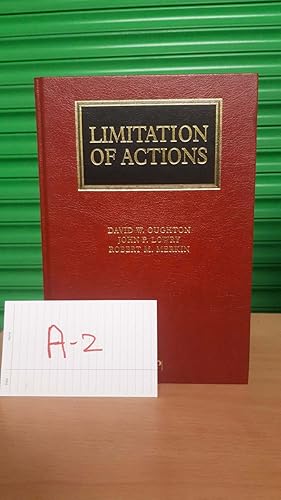 LIMITATION
OF ACTIONS
DAVID W. OUGHTON
JOHN P. LOWRY
ROBERT M. MERKIN
A-2